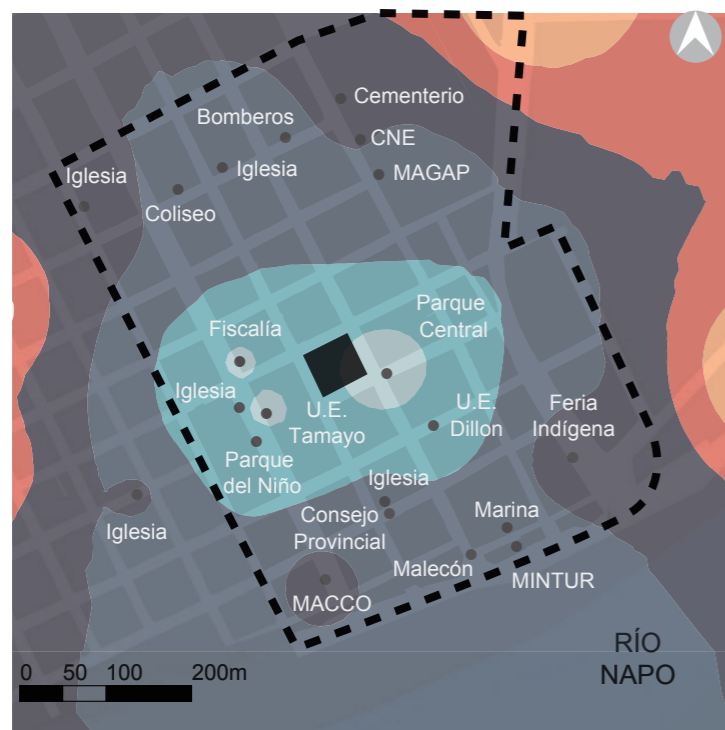 Cementerio
Bomberos
CNE
Iglesia
Iglesia
MAGAP
Coliseo
Parque
Central
Fiscalía
Iglesia
U.E.
Tamayo
U.E.
Dillon
Feria
Indígena
Parque
del Niño
Iglesia
Iglesia
Consejo
Provincial
Marina
Malecón
MINTUR
MACCO
RÍO
NAPO
0 50 100 200m